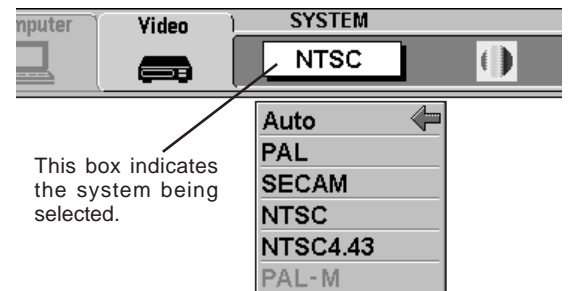 mputer Video SYSTEM
NTSC
Auto
PAL
SECAM
NTSC
NTSC4.43
PAL-M
This box indicates
the system being
selected.